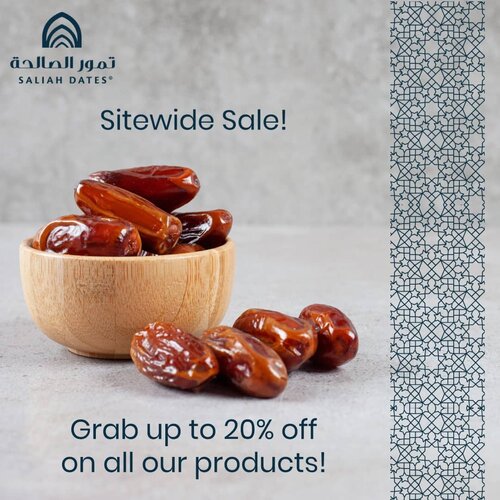 تمور الصالحة
SALIAH DATES®
Sitewide Sale!
Grab up to 20% off
on all our products!